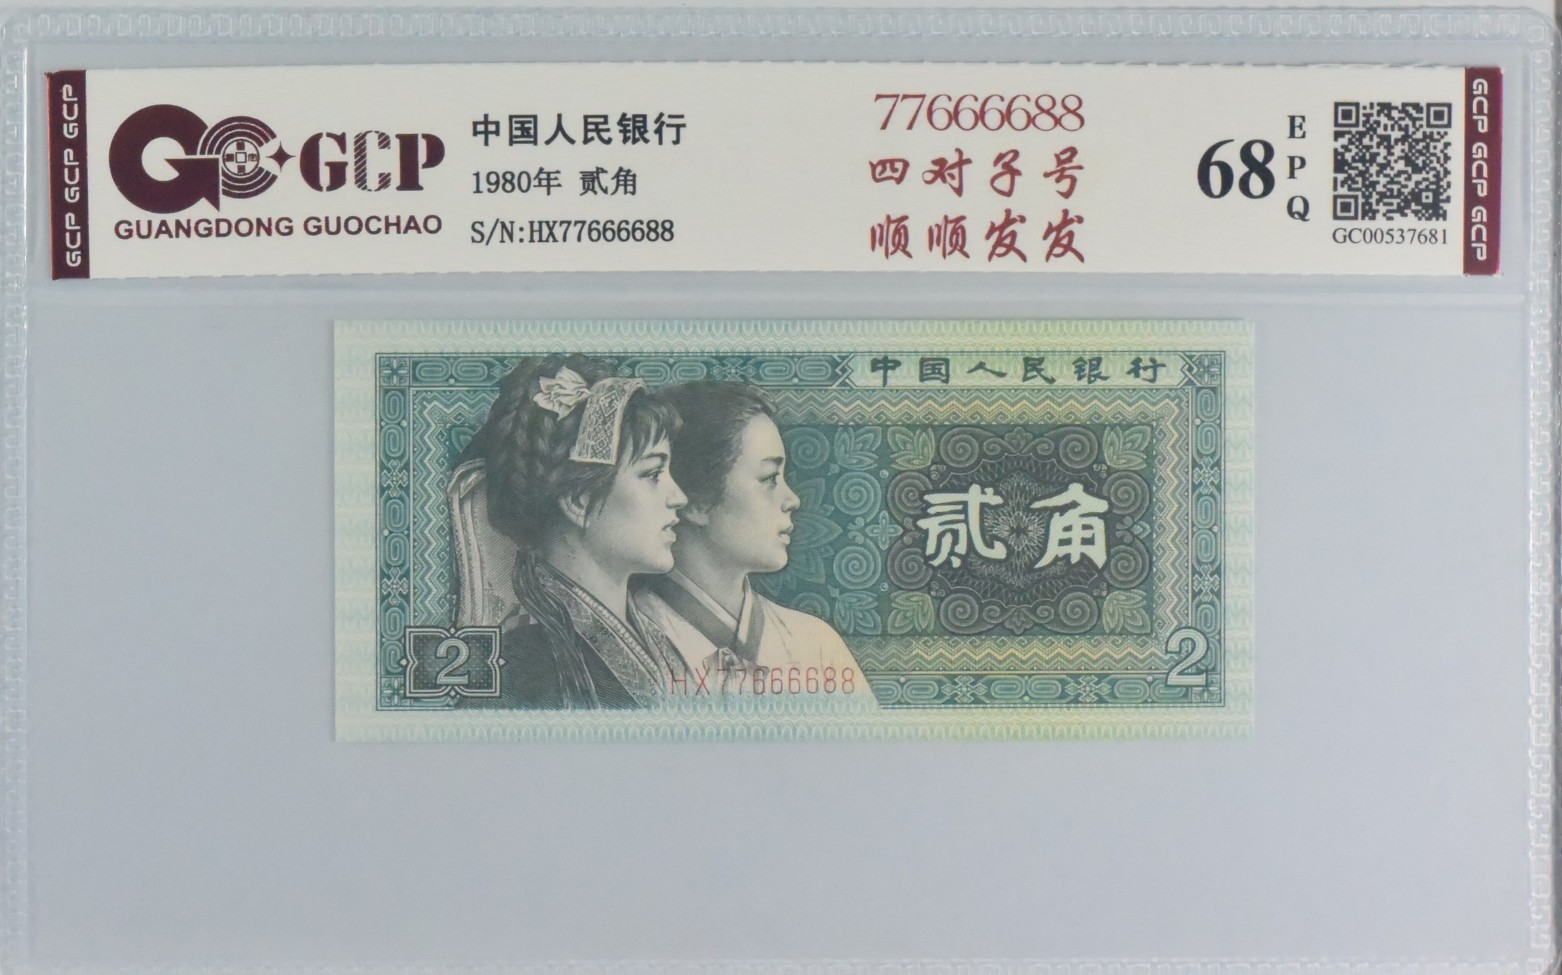 GCP GCP GCP
GCP
GUANGDONG GUOCHAO
中国人民银行
1980年 贰角
S/N:HX77666688
77666688
四对子号
顺顺发发
68
EPQ
GC00537681
GCP GCP GCP
中国人民银行
贰角
2
2
HX77666688